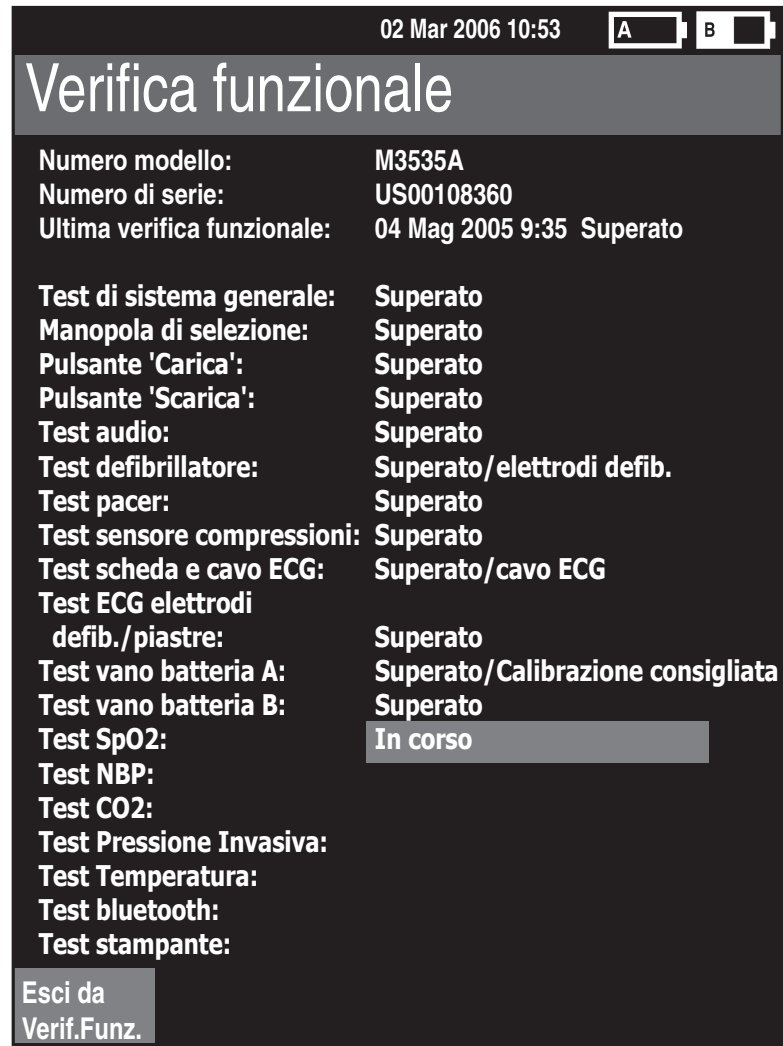 02 Mar 2006 10:53 A B
Verifica funzionale
Numero modello: M3535A
Numero di serie: US00108360
Ultima verifica funzionale: 04 Mag 2005 9:35 Superato
Test di sistema generale: Superato
Manopola di selezione: Superato
Pulsante 'Carica': Superato
Pulsante 'Scarica': Superato
Test audio: Superato
Test defibrillatore: Superato/elettrodi defib.
Test pacer: Superato
Test sensore compressioni: Superato
Test scheda e cavo ECG: Superato/cavo ECG
Test ECG elettrodi
defib./piastre: Superato
Test vano batteria A: Superato/Calibrazione consigliata
Test vano batteria B: Superato
Test SpO2: In corso
Test NBP:
Test CO2:
Test Pressione Invasiva:
Test Temperatura:
Test bluetooth:
Test stampante:
Esci da
Verif.Funz.